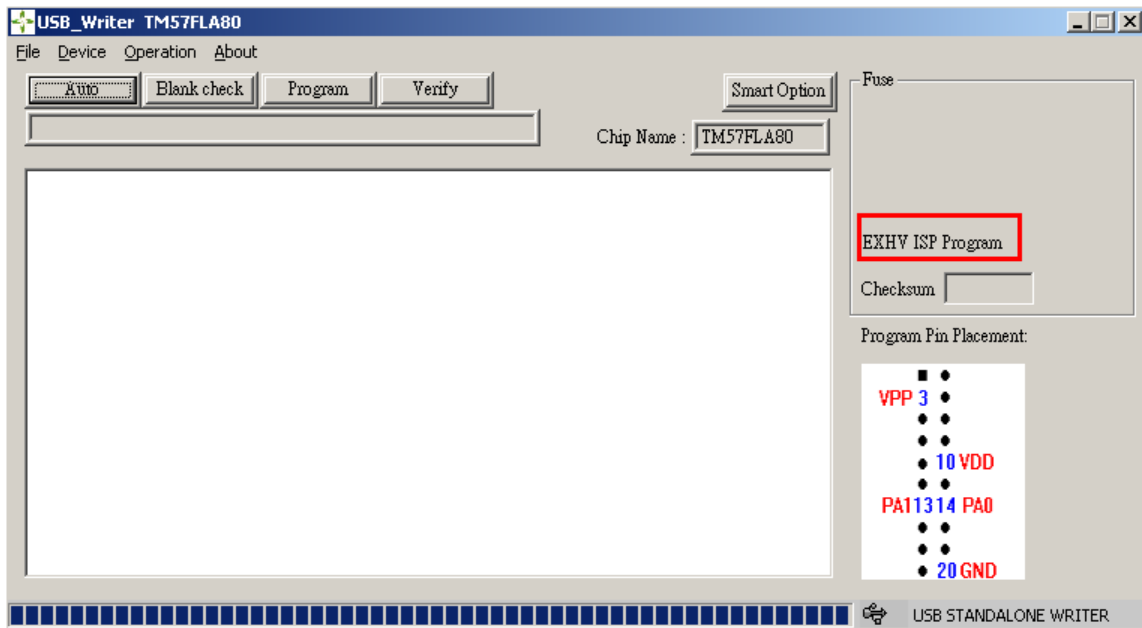 USB_Writer TM57FLA80
File Device Operation About
Auto Blank check Program Verify Smart Option
Chip Name : TM57FLA80
Fuse
EXHV ISP Program
Checksum
Program Pin Placement:
VPP 3
10 VDD
PA1 13 14 PA0
20 GND
USB STANDALONE WRITER